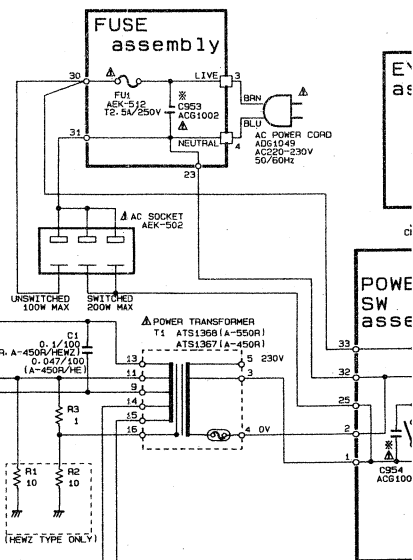 FUSE
assembly
30
LIVE
3
BRN
FU1
AEK-512
T2.5A/250V
※
C953
ACG1002
31
NEUTRAL
4
BLU
AC POWER CORD
ADG1049
AC220-230V
50/60Hz
23
EY
as
AC SOCKET
AEK-502
UNSWITCHED
100W MAX
SWITCHED
200W MAX
POWE
SW
asse
POWER TRANSFORMER
T1 ATS1368(A-550R)
ATS1367(A-450R)
C1
0.1/100
R.A-450R/HEWZ)
0.047/100
(A-450R/HE)
13
11
9
14
15
16
5 230V
3
4 0V
33
32
25
2
1
※
C954
ACG100
R3
1
R1
10
R2
10
(HEWZ TYPE ONLY)